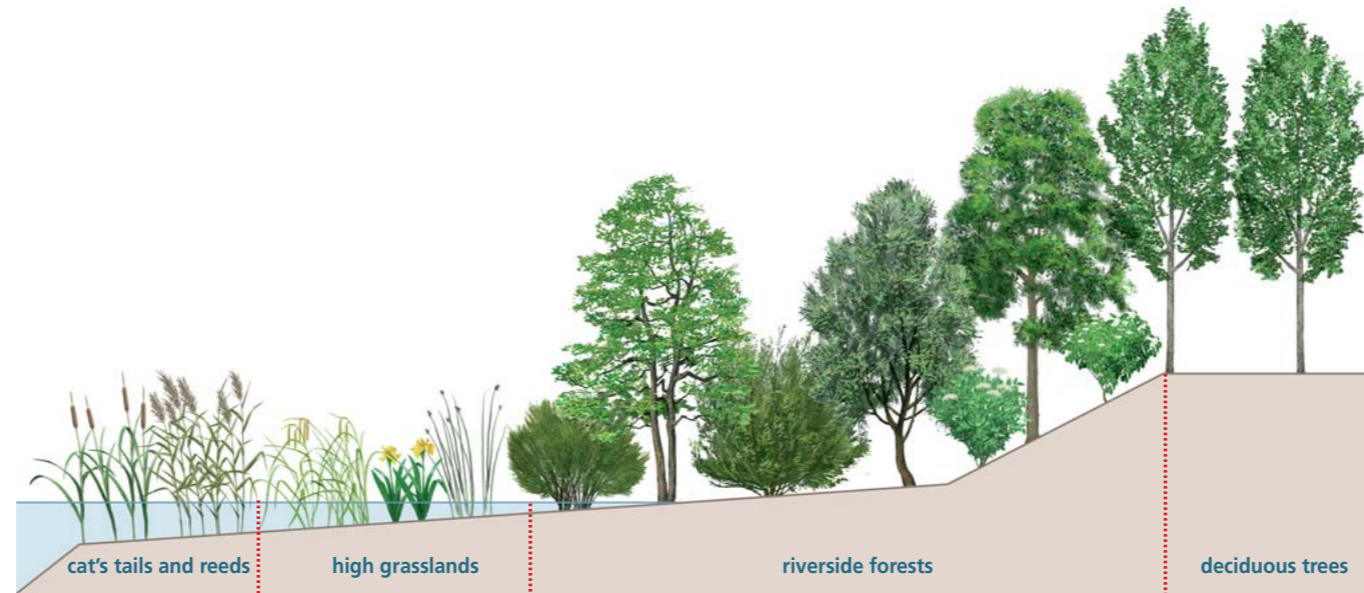 cat's tails and reeds
high grasslands
riverside forests
deciduous trees